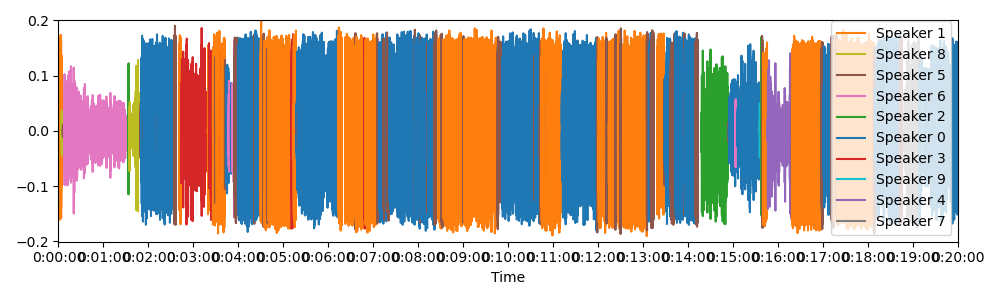 0.2
0.1
0.0
−0.1
−0.2
0:00:00 0:01:00 0:02:00 0:03:00 0:04:00 0:05:00 0:06:00 0:07:00 0:08:00 0:09:00 0:10:00 0:11:00 0:12:00 0:13:00 0:14:00 0:15:00 0:16:00 0:17:00 0:18:00 0:19:00 0:20:00
Time
Speaker 1
Speaker 8
Speaker 5
Speaker 6
Speaker 2
Speaker 0
Speaker 3
Speaker 9
Speaker 4
Speaker 7